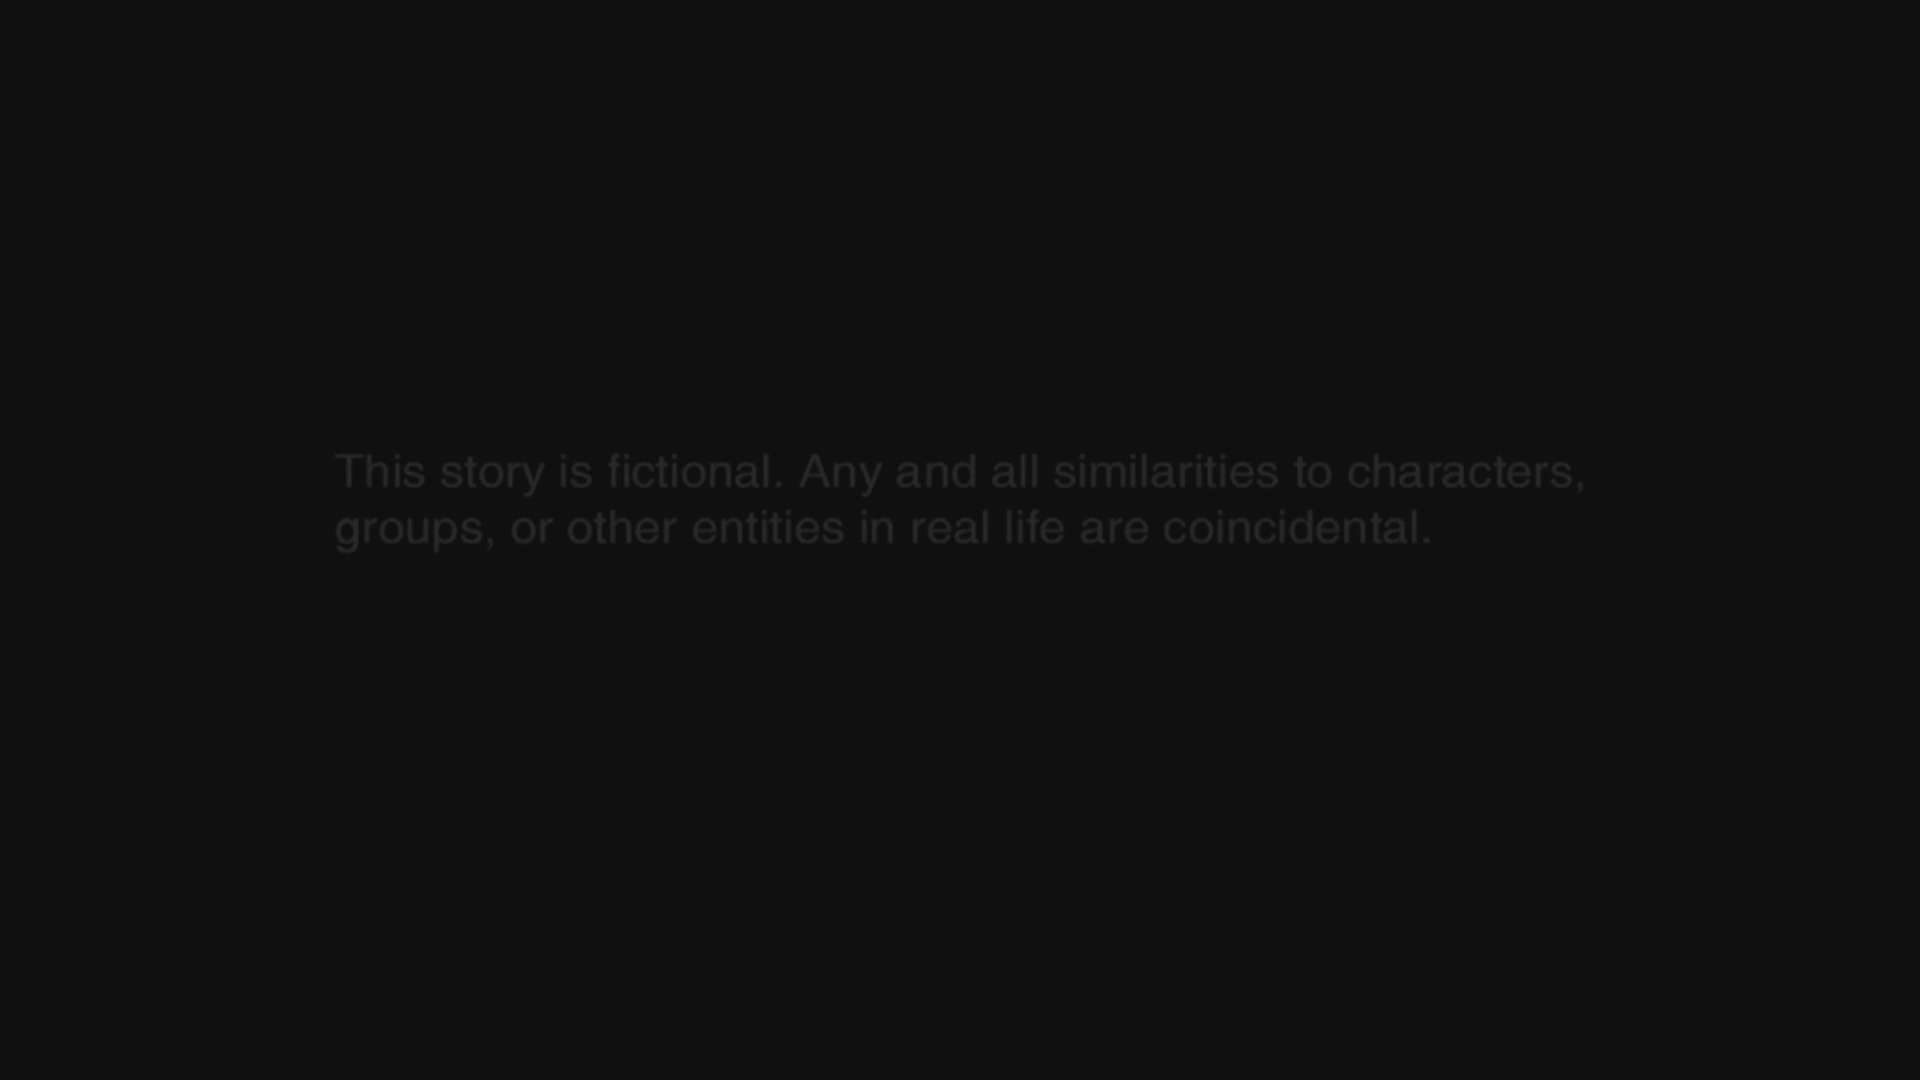 This story is fictional. Any and all similarities to characters,
groups, or other entities in real life are coincidental.